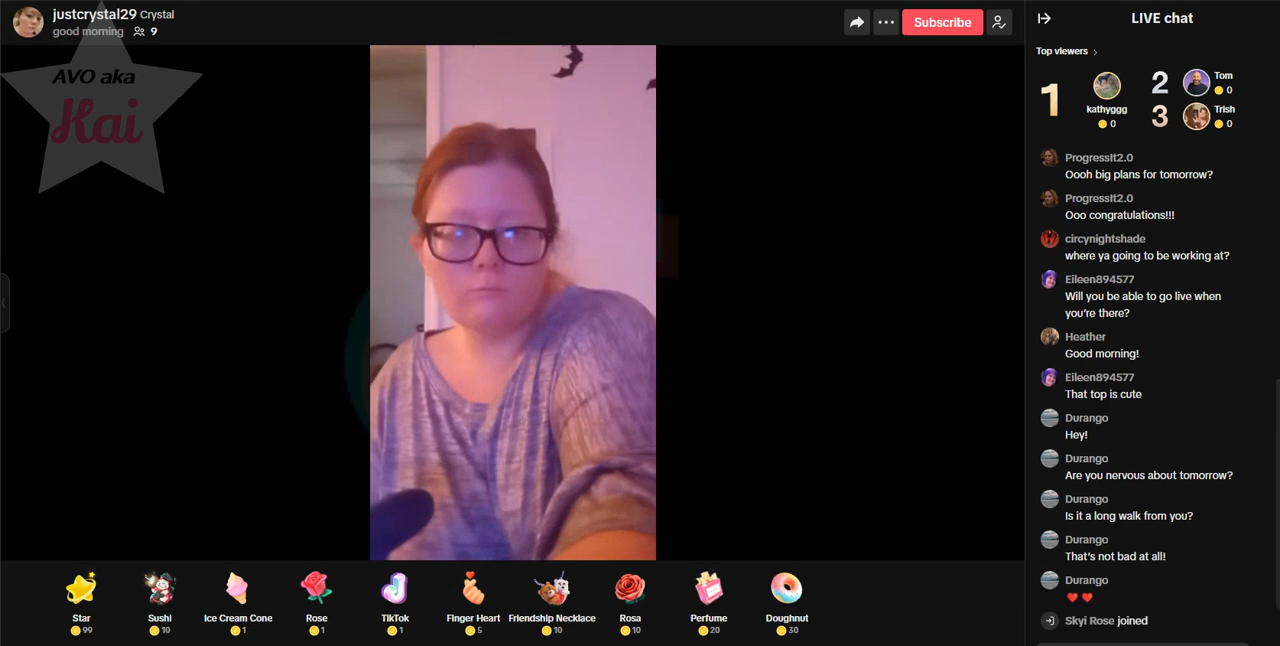 justcrystal29 Crystal
good morning 9
Subscribe
AVO aka
Kai
LIVE chat
Top viewers
1
kathyggg
0
2
Tom
0
3
Trish
0
ProgressIt2.0
Oooh big plans for tomorrow?
ProgressIt2.0
Ooo congratulations!!!
circynightshade
where ya going to be working at?
Eileen894577
Will you be able to go live when
you're there?
Heather
Good morning!
Eileen894577
That top is cute
Durango
Hey!
Durango
Are you nervous about tomorrow?
Durango
Is it a long walk from you?
Durango
That's not bad at all!
Durango
Skyi Rose joined
Star
99
Sushi
10
Ice Cream Cone
1
Rose
1
TikTok
1
Finger Heart
5
Friendship Necklace
10
Rosa
10
Perfume
20
Doughnut
30